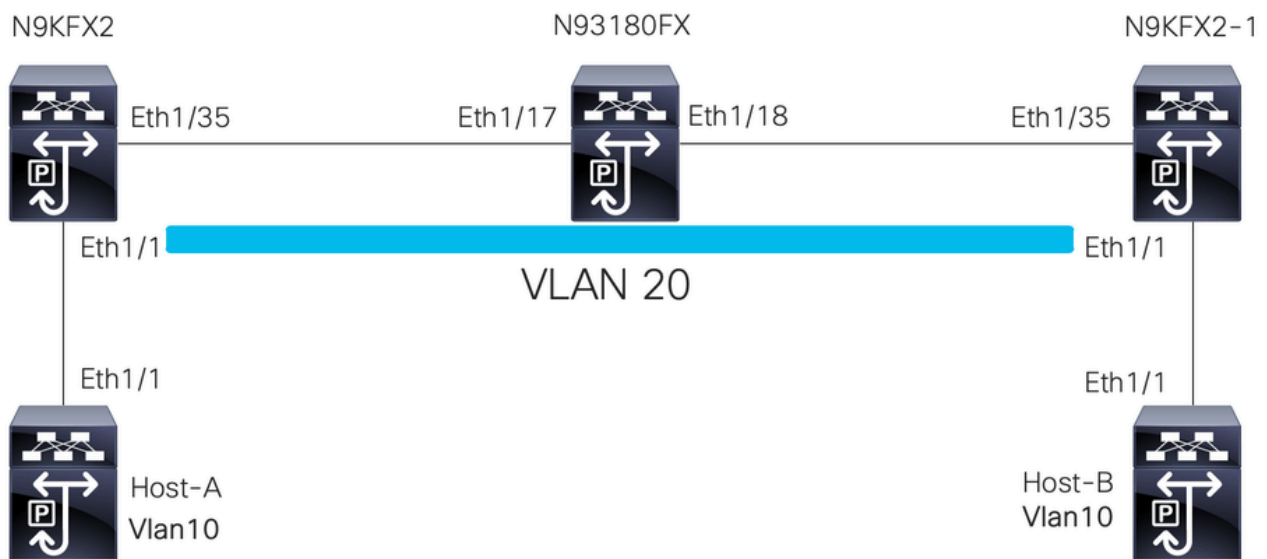 N9KFX2
N93180FX
N9KFX2-1
Eth1/35
Eth1/17
Eth1/18
Eth1/35
P
P
P
Eth1/1
Eth1/1
VLAN 20
Eth1/1
Eth1/1
Host-A
Vlan10
Host-B
Vlan10
P
P